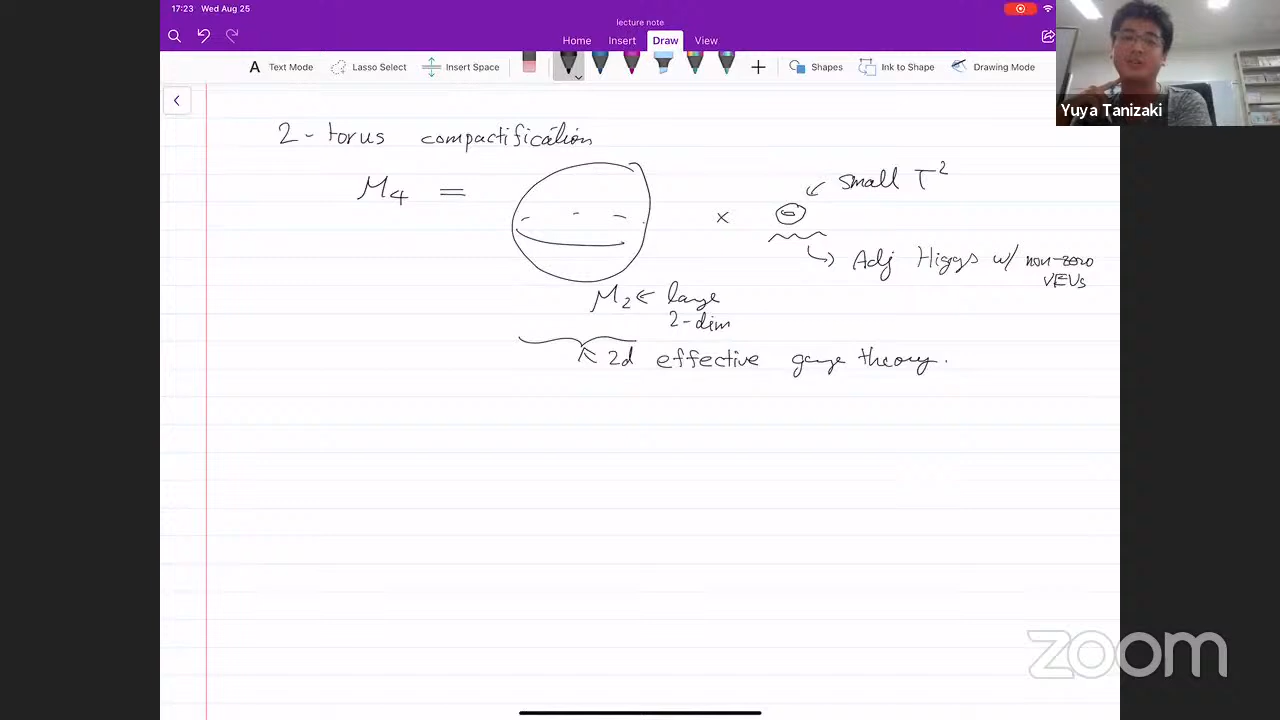 17:23 Wed Aug 25
lecture note
Home Insert Draw View
Text Mode Lasso Select Insert Space Shapes Ink to Shape Drawing Mode
Yuya Tanizaki
2-torus compactification
M4 = × small T²
Adj Higgs w/ non-zero
VEVs
M2 ← large
2-dim
2d effective gauge theory.
zoom